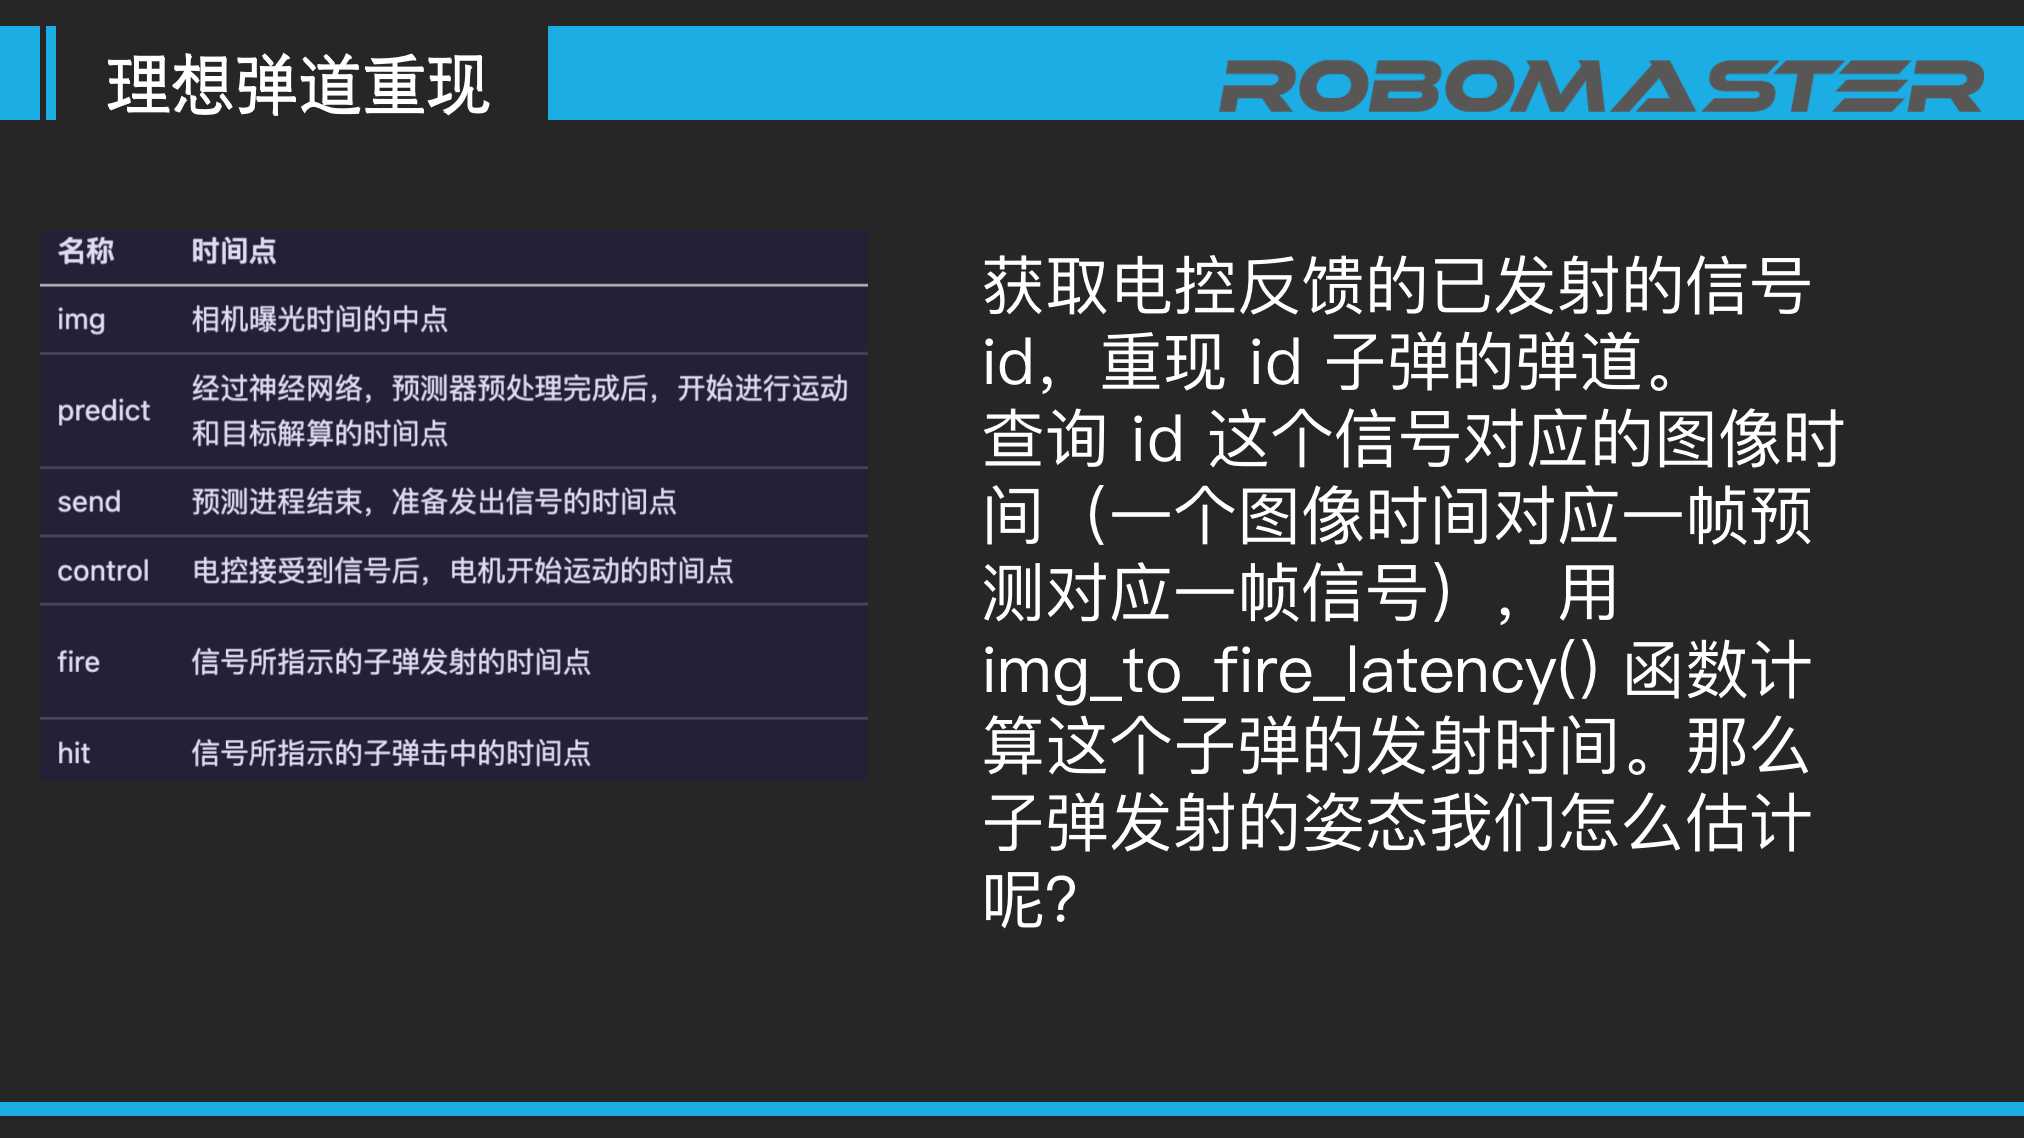 理想弹道重现
ROBOMASTER
名称 时间点
img 相机曝光时间的中点
predict 经过神经网络，预测器预处理完成后，开始进行运动
和目标解算的时间点
send 预测进程结束，准备发出信号的时间点
control 电控接受到信号后，电机开始运动的时间点
fire 信号所指示的子弹发射的时间点
hit 信号所指示的子弹击中的时间点
获取电控反馈的已发射的信号
id，重现 id 子弹的弹道。
查询 id 这个信号对应的图像时
间（一个图像时间对应一帧预
测对应一帧信号），用
img_to_fire_latency() 函数计
算这个子弹的发射时间。那么
子弹发射的姿态我们怎么估计
呢？